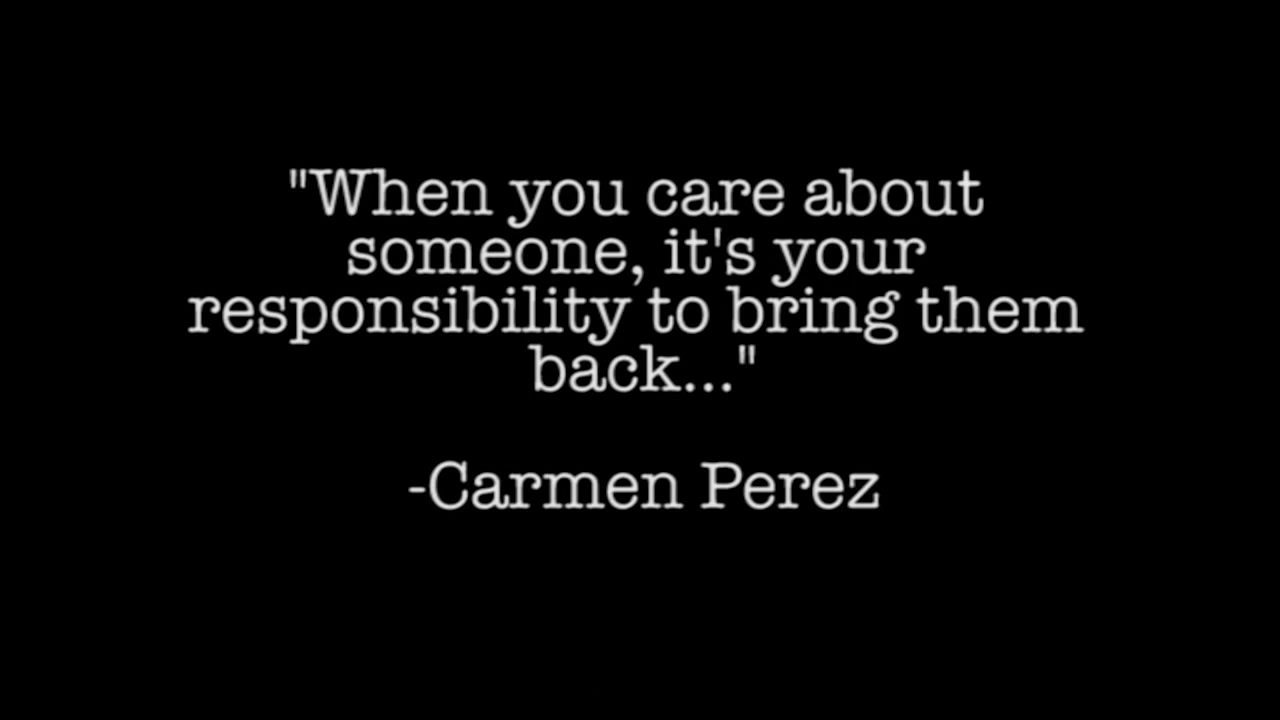 "When you care about
someone, it's your
responsibility to bring them
back..."
-Carmen Perez